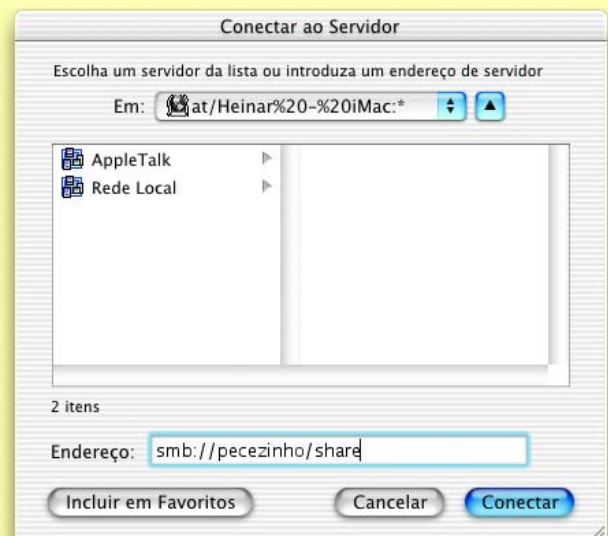 Conectar ao Servidor
Escolha um servidor da lista ou introduza um endereço de servidor
Em: at/Heinar%20-%20iMac:*
AppleTalk
Rede Local
2 itens
Endereço: smb://pecezinho/share
Incluir em Favoritos Cancelar Conectar